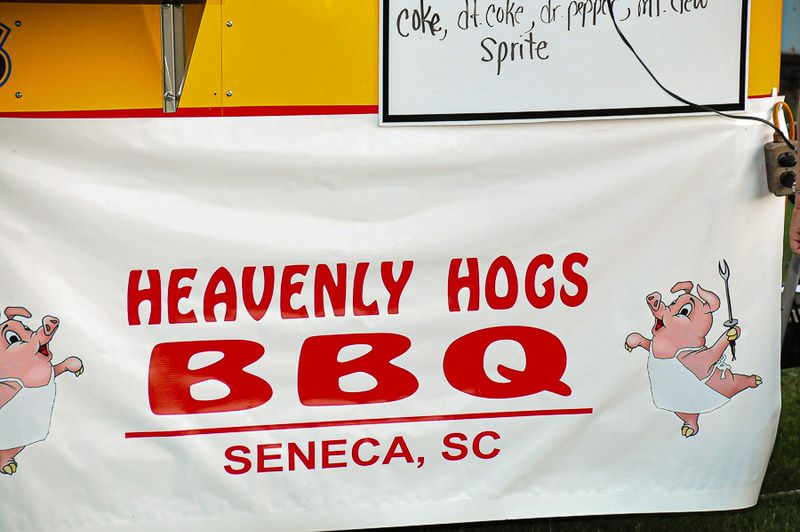 coke, dt. coke, dr. pepper, mt. dew
sprite
HEAVENLY HOGS
BBQ
SENECA, SC